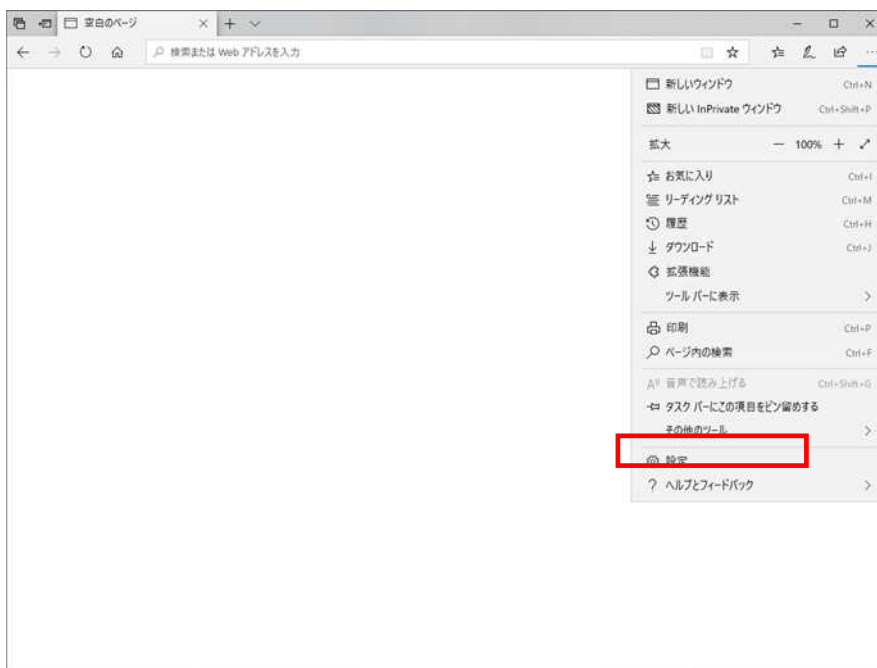 空白のページ
検索または Web アドレスを入力
新しいウィンドウ Ctrl+N
新しい InPrivate ウィンドウ Ctrl+Shift+P
拡大 100%
お気に入り Ctrl+I
リーディング リスト Ctrl+M
履歴 Ctrl+H
ダウンロード Ctrl+J
拡張機能
ツール バーに表示
印刷 Ctrl+P
ページ内の検索 Ctrl+F
音声で読み上げる Ctrl+Shift+G
タスク バーにこの項目をピン留めする
その他のツール
設定
ヘルプとフィードバック